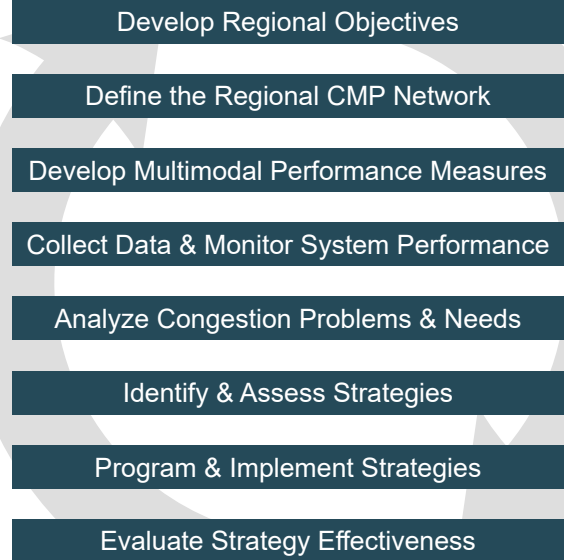 Develop Regional Objectives
Define the Regional CMP Network
Develop Multimodal Performance Measures
Collect Data & Monitor System Performance
Analyze Congestion Problems & Needs
Identify & Assess Strategies
Program & Implement Strategies
Evaluate Strategy Effectiveness